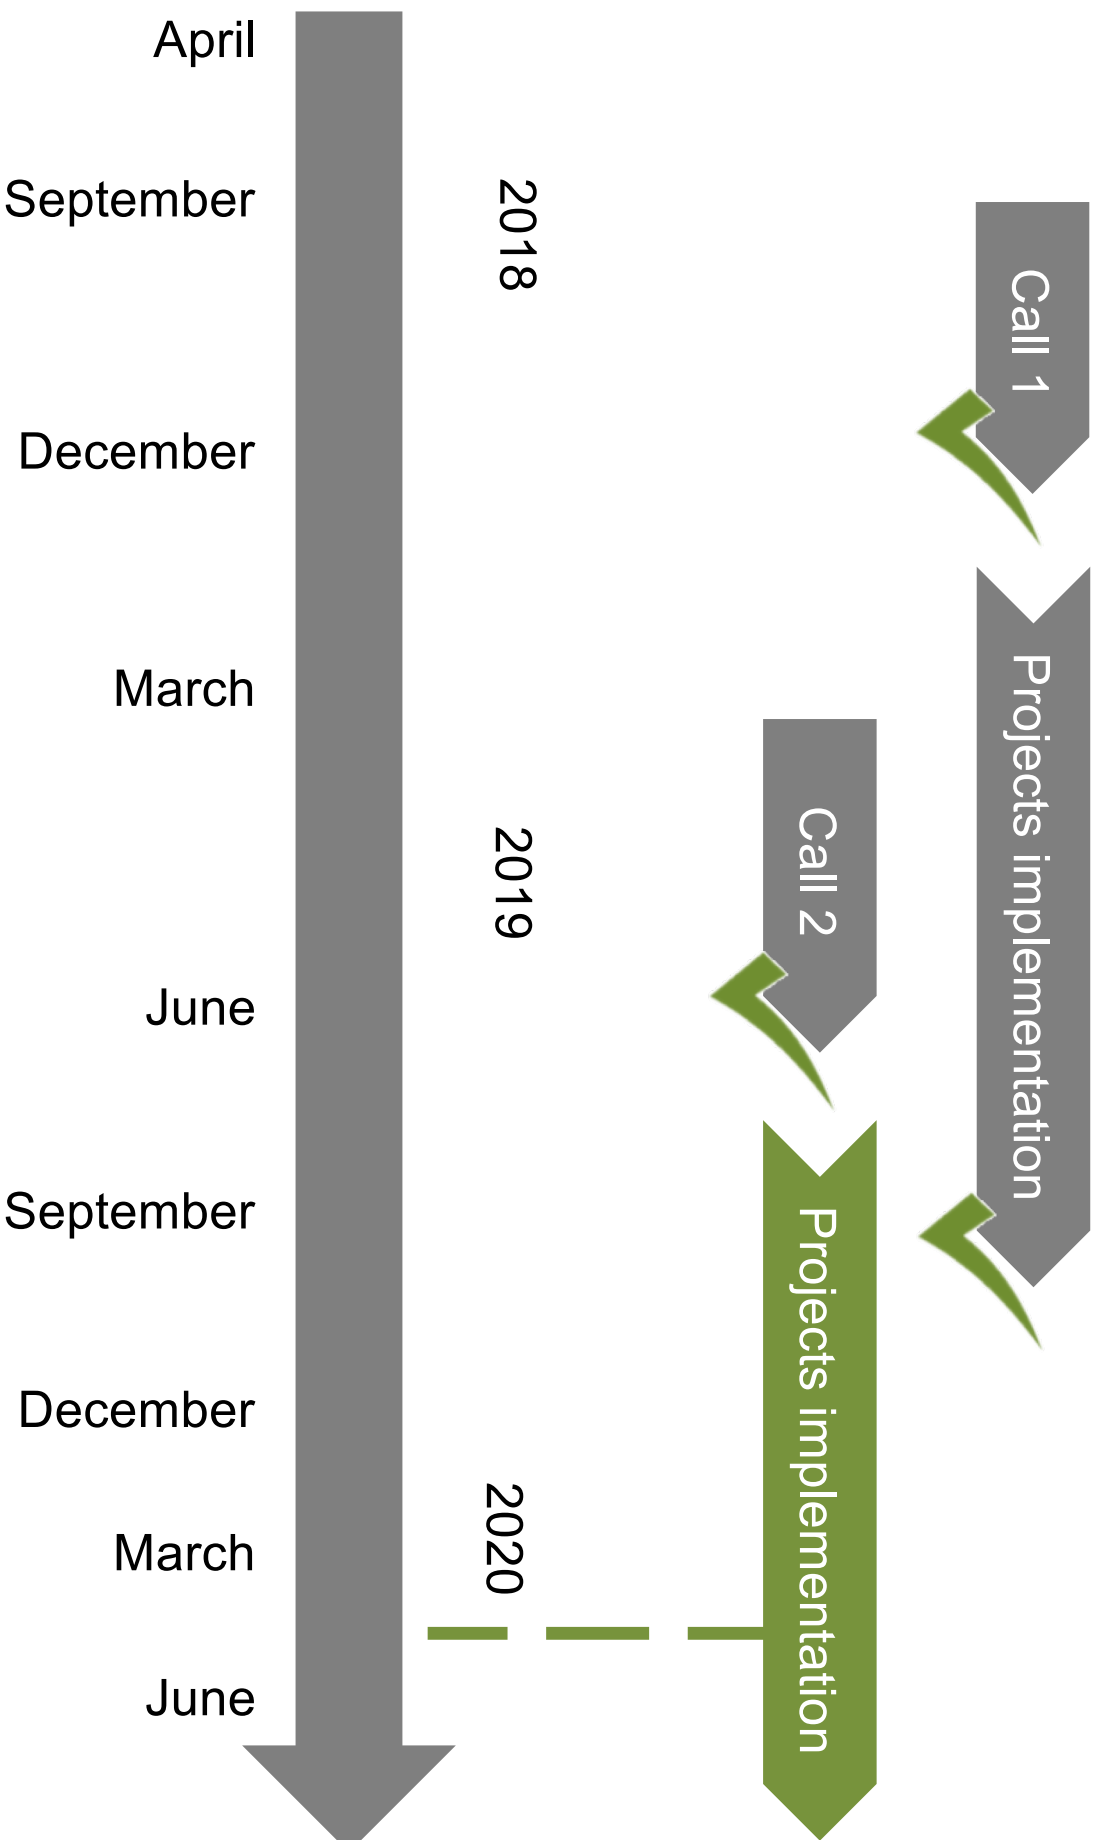 April
September
December
March
June
September
December
March
June
2018
2019
2020
Call 1
Projects implementation
Call 2
Projects implementation